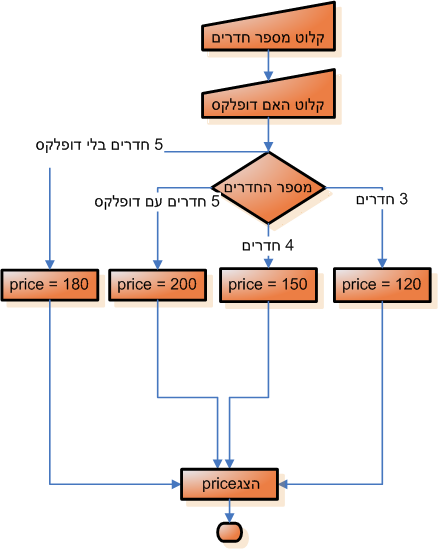 קלוט מספר חדרים
קלוט האם דופלקס
5 חדרים בלי דופלקס
מספר החדרים
3 חדרים
5 חדרים עם דופלקס
4 חדרים
price = 120
price = 150
price = 200
price = 180
הצגprice